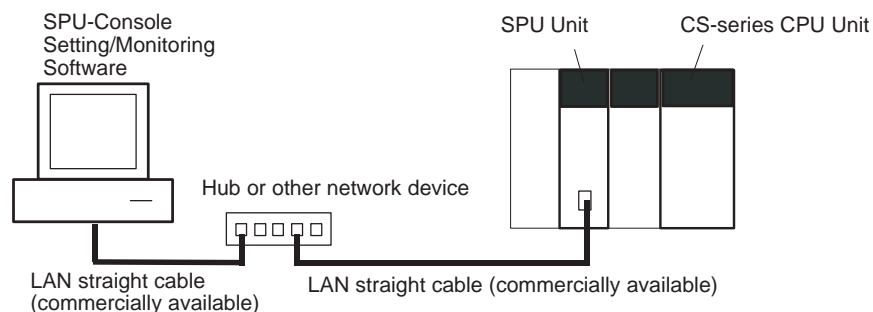 SPU-Console
Setting/Monitoring
Software
SPU Unit
CS-series CPU Unit
Hub or other network device
LAN straight cable
(commercially available)
LAN straight cable (commercially available)